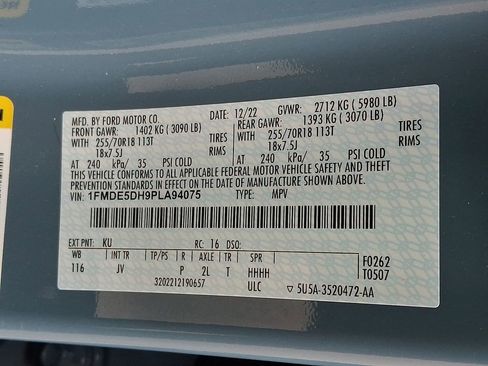 MFD. BY FORD MOTOR CO. DATE: 12/22 GVWR: 2712 KG ( 5980 LB)
FRONT GAWR: 1402 KG ( 3090 LB) REAR GAWR: 1393 KG ( 3070 LB)
WITH 255/70R18 113T TIRES WITH 255/70R18 113T TIRES
18x7.5J RIMS 18x7.5J RIMS
AT 240 kPa/ 35 PSI COLD AT 240 kPa/ 35 PSI COLD
THIS VEHICLE CONFORMS TO ALL APPLICABLE FEDERAL MOTOR VEHICLE SAFETY AND THEFT PREVENTION STANDARDS IN
EFFECT ON THE DATE OF MANUFACTURE SHOWN ABOVE.
VIN: 1FMDE5DH9PLA94075 TYPE: MPV
EXT PNT: KU RC: 16 DSO:
WB INT TR TP/PS R AXLE TR SPR
116 JV P 2L T HHHH
F0262
T0507
3202212190657 ULC 5U5A-3520472-AA